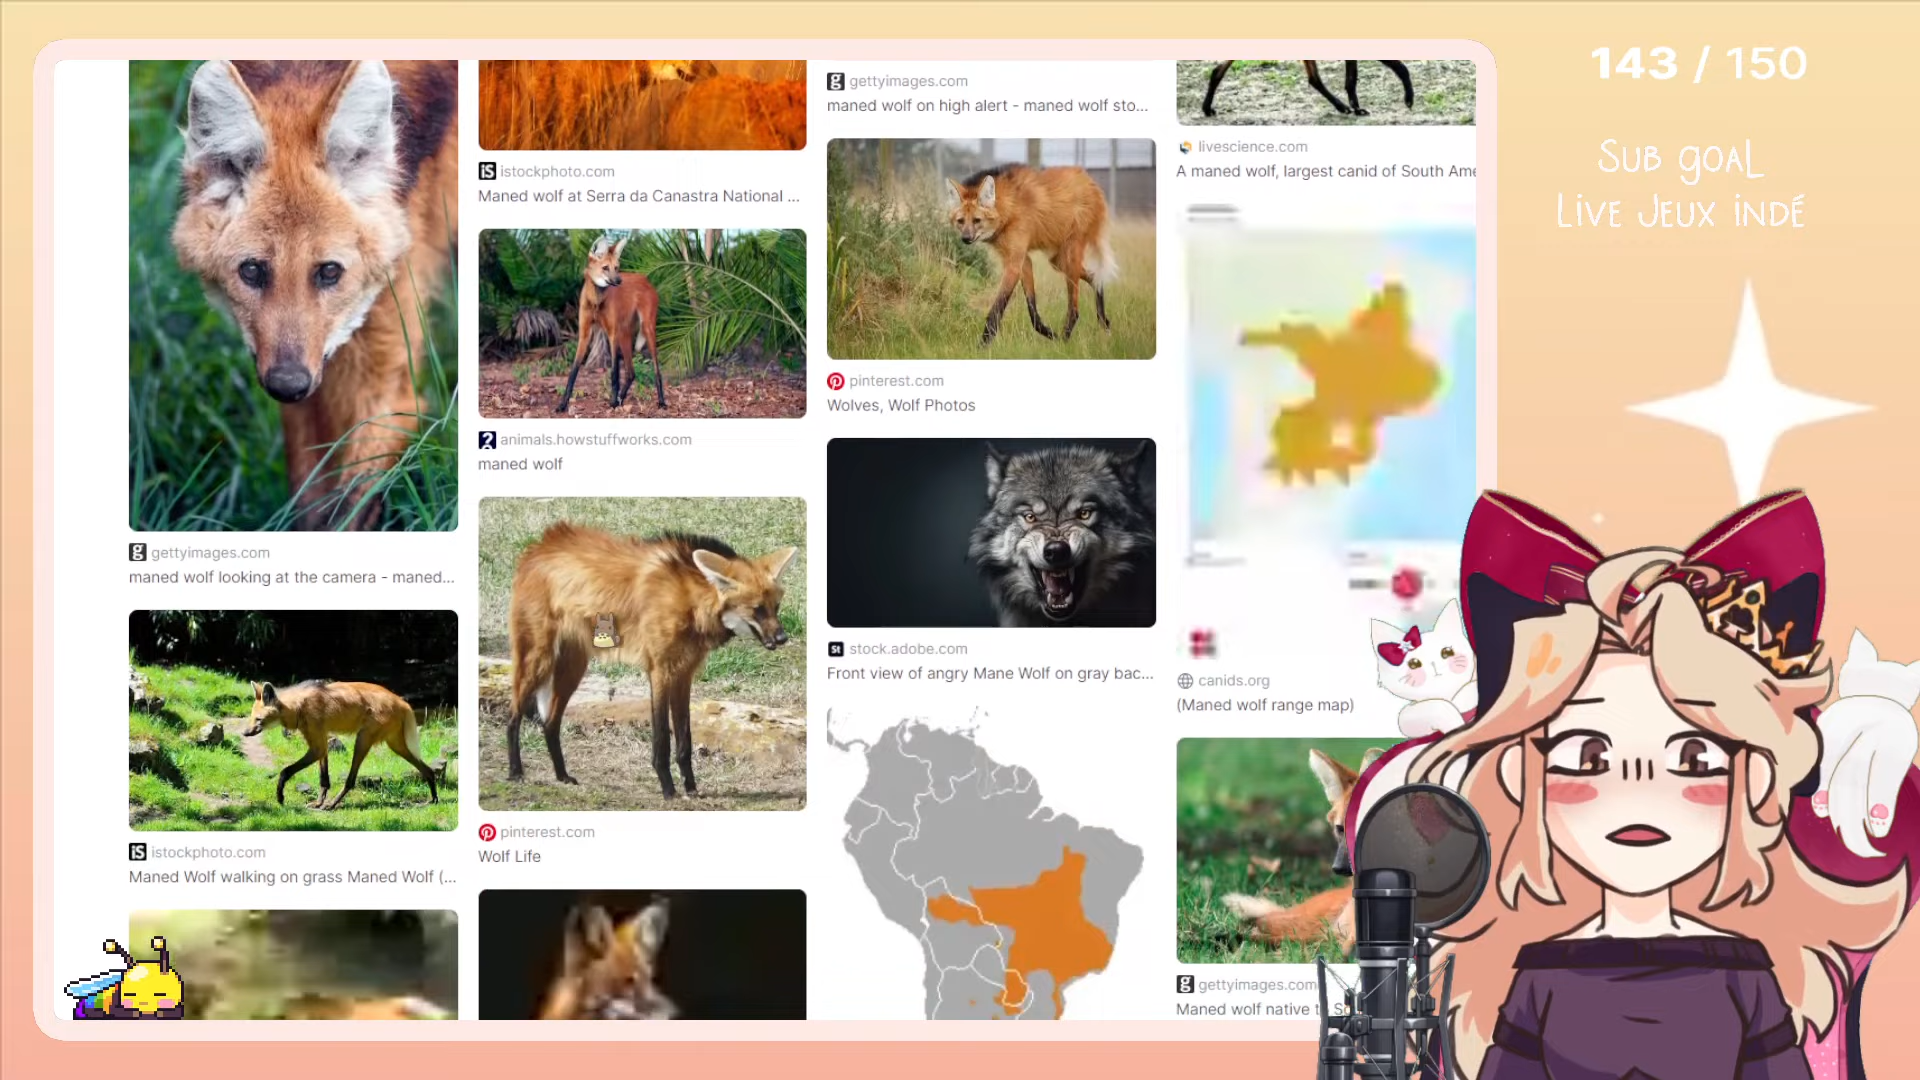 143 / 150
SUB GOAL
LIVE JEUX INDÉ
gettyimages.com
maned wolf looking at the camera - maned...
istockphoto.com
Maned Wolf walking on grass Maned Wolf (...
istockphoto.com
Maned wolf at Serra da Canastra National ...
animals.howstuffworks.com
maned wolf
pinterest.com
Wolf Life
gettyimages.com
maned wolf on high alert - maned wolf sto...
pinterest.com
Wolves, Wolf Photos
St stock.adobe.com
Front view of angry Mane Wolf on gray bac...
livescience.com
A maned wolf, largest canid of South Ame
canids.org
(Maned wolf range map)
gettyimages.com
Maned wolf native